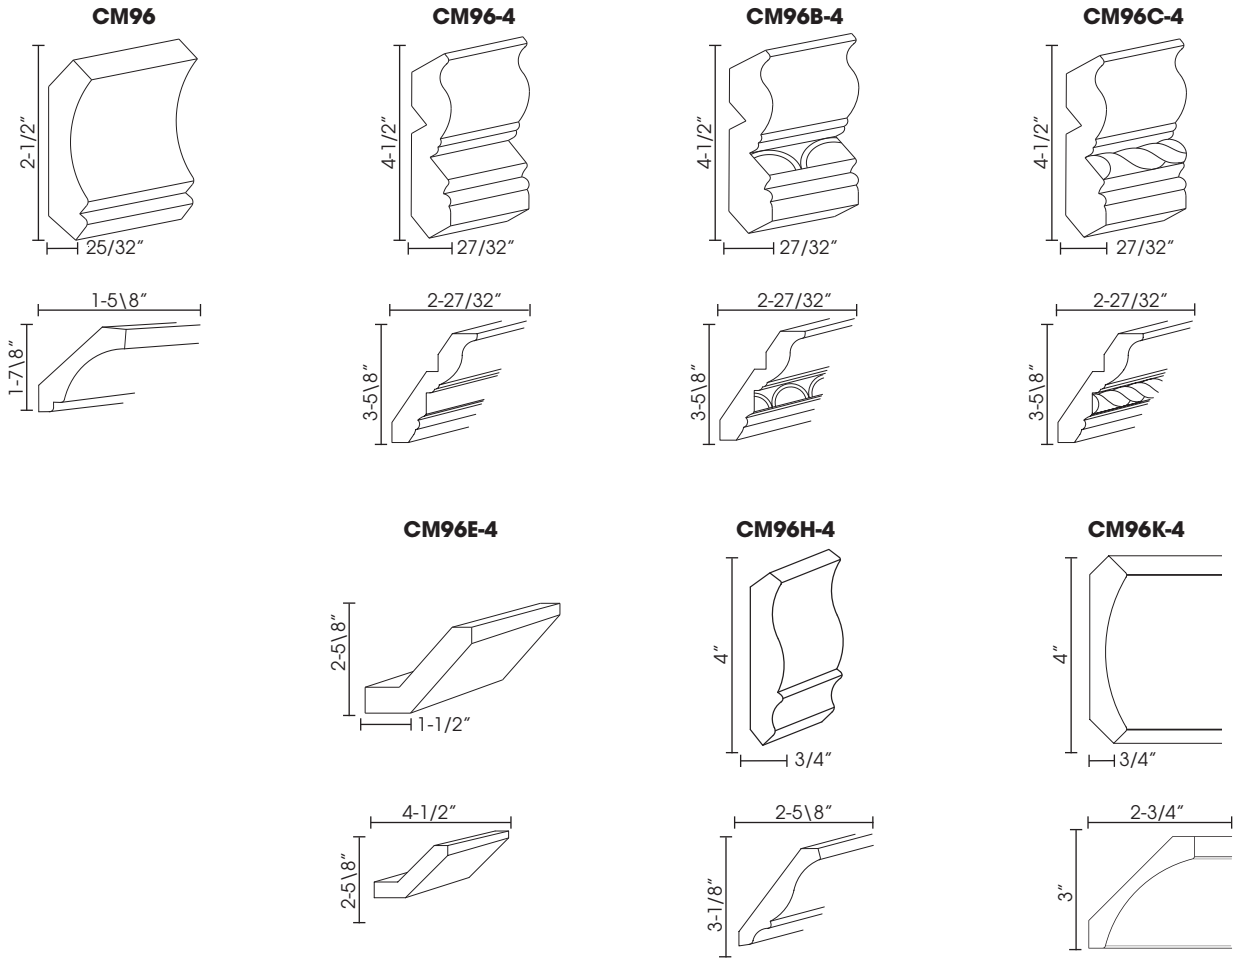 CM96 CM96-4 CM96B-4 CM96C-4
2-1/2” 4-1/2” 4-1/2” 4-1/2”
25/32” 27/32” 27/32” 27/32”
1-5\8” 2-27/32” 2-27/32” 2-27/32”
1-7\8” 3-5\8” 3-5\8” 3-5\8”
CM96E-4 CM96H-4 CM96K-4
2-5\8” 4” 4”
1-1/2” 3/4” 3/4”
4-1/2” 2-5\8” 2-3/4”
2-5\8” 3-1/8” 3”